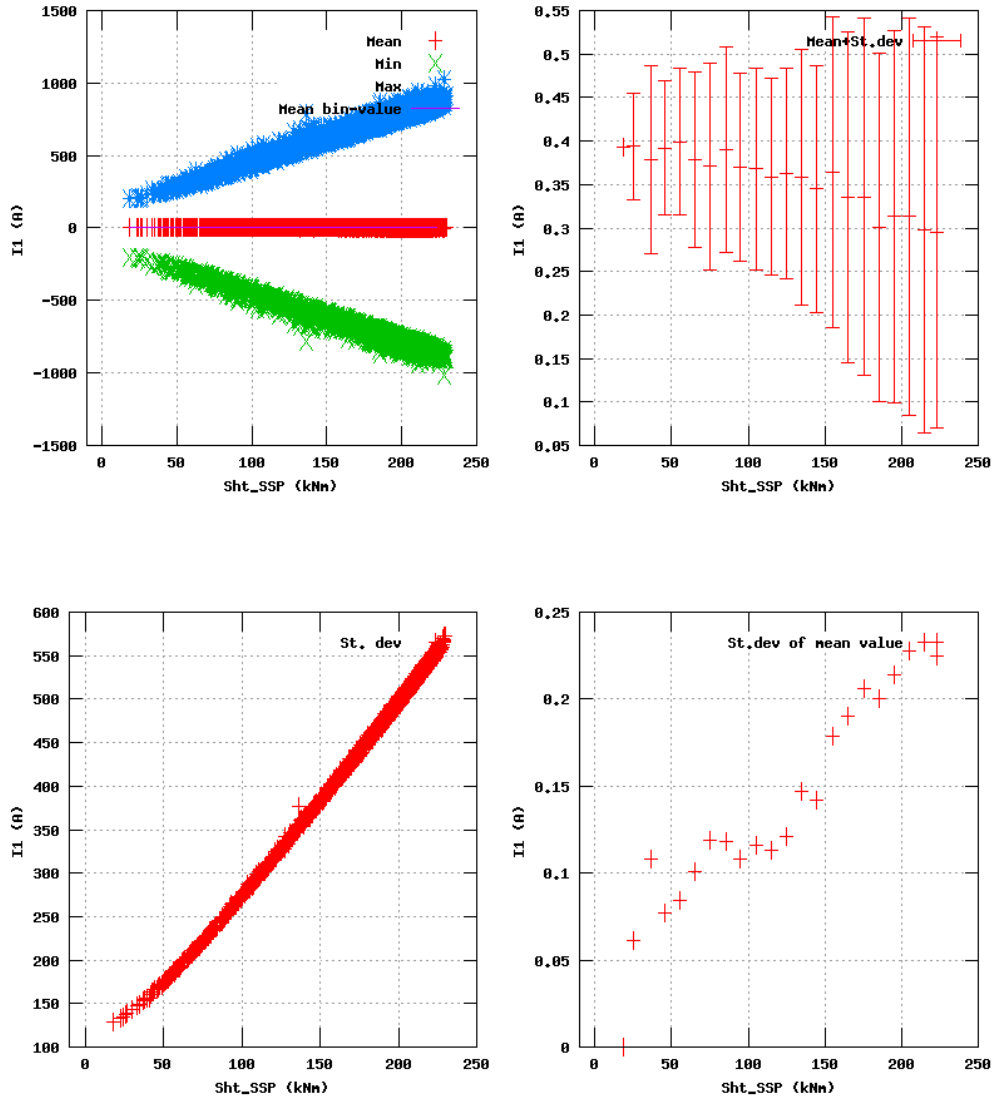 1500
1000
500
0
-500
-1000
-1500
0 50 100 150 200 250
I1 (A)
Sht_SSP (kNm)
Mean
Min
Max
Mean bin-value
0.55
0.5
0.45
0.4
0.35
0.3
0.25
0.2
0.15
0.1
0.05
0 50 100 150 200 250
I1 (A)
Sht_SSP (kNm)
Mean+St.dev
600
550
500
450
400
350
300
250
200
150
100
0 50 100 150 200 250
I1 (A)
Sht_SSP (kNm)
St. dev
0.25
0.2
0.15
0.1
0.05
0
0 50 100 150 200 250
I1 (A)
Sht_SSP (kNm)
St.dev of mean value